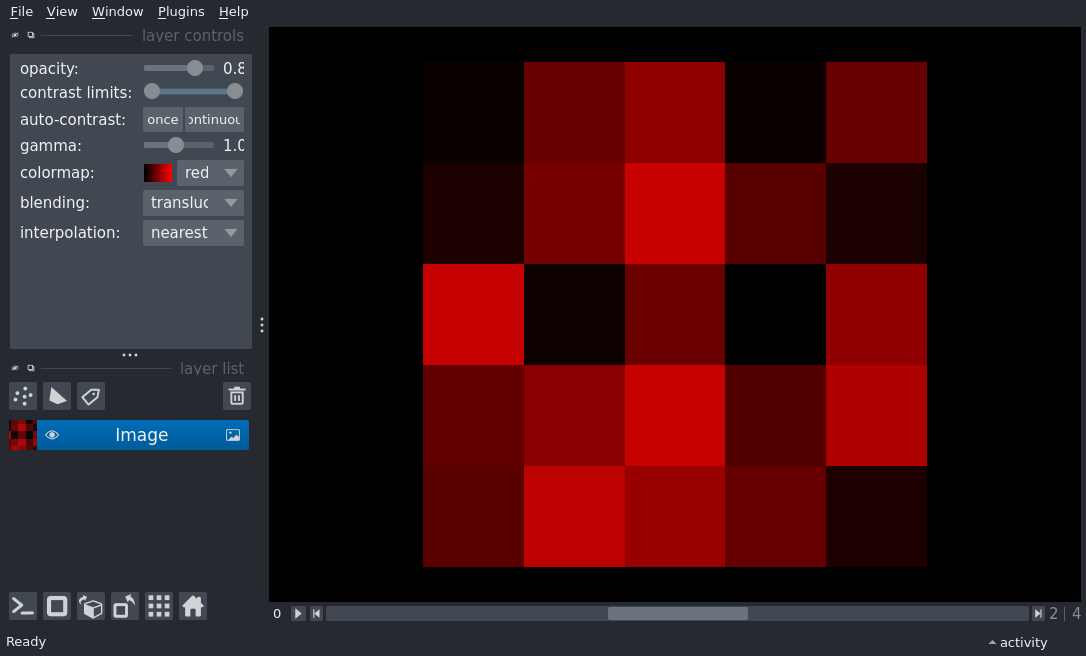 File View Window Plugins Help
layer controls
opacity: 0.8
contrast limits:
auto-contrast: once ontinuou
gamma: 1.0
colormap: red
blending: transluc
interpolation: nearest
layer list
Image
0 2 | 4
Ready activity